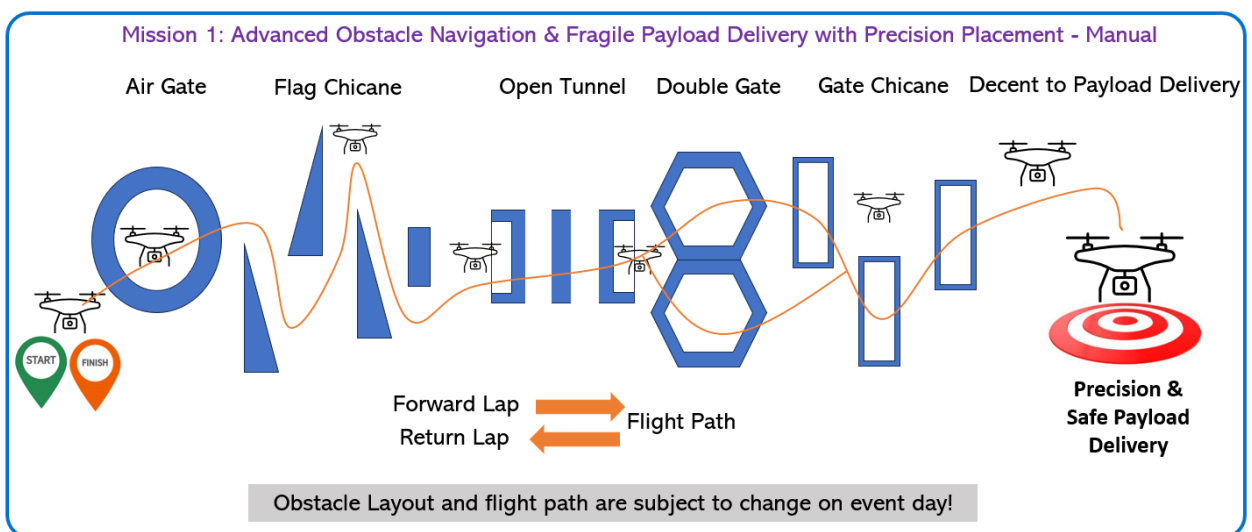 Mission 1: Advanced Obstacle Navigation & Fragile Payload Delivery with Precision Placement - Manual
Air Gate
Flag Chicane
Open Tunnel
Double Gate
Gate Chicane
Decent to Payload Delivery
START
FINISH
Precision &
Safe Payload
Delivery
Forward Lap
Return Lap
Flight Path
Obstacle Layout and flight path are subject to change on event day!